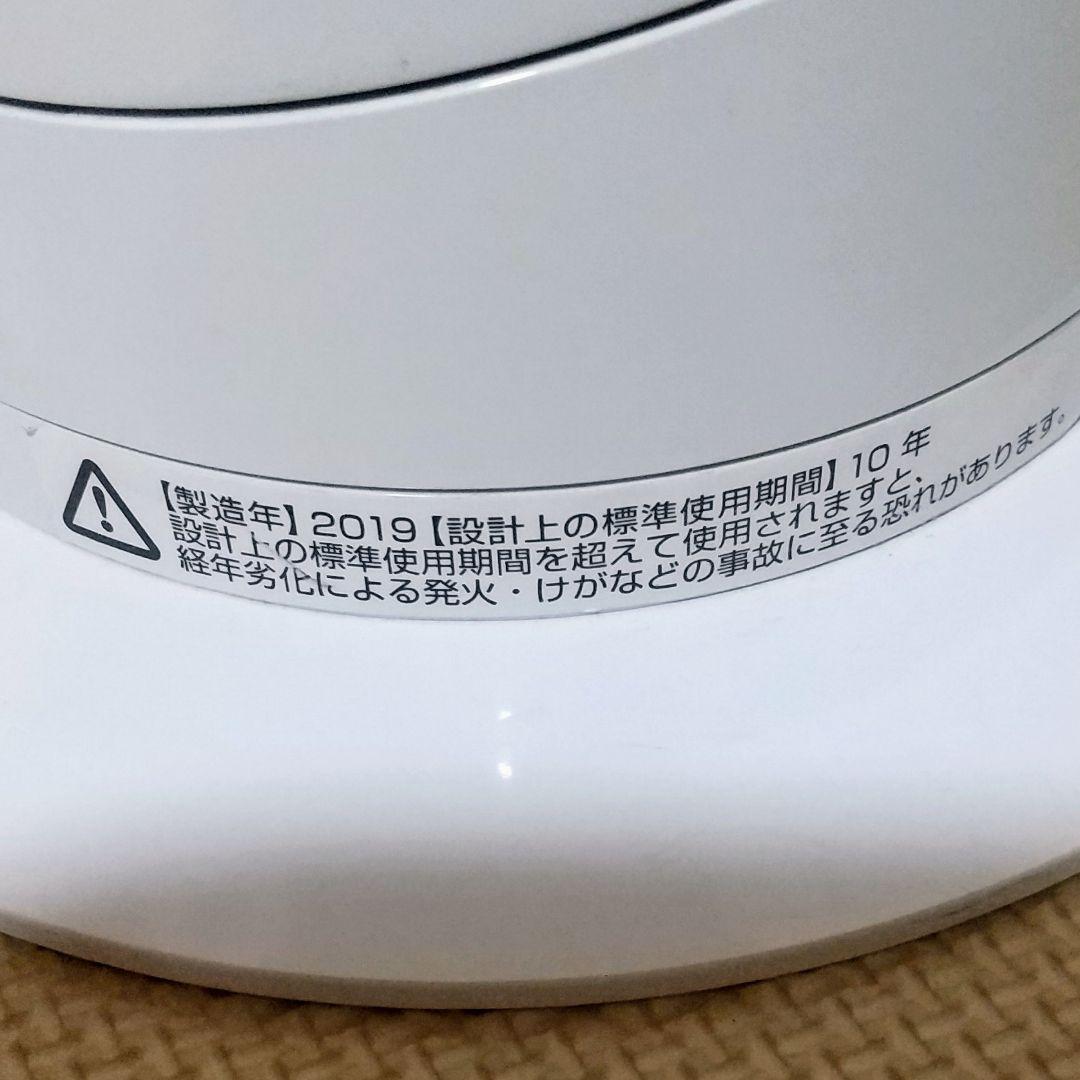 【製造年】2019【設計上の標準使用期間】10 年
設計上の標準使用期間を超えて使用されますと、
経年劣化による発火・けがなどの事故に至る恐れがあります。